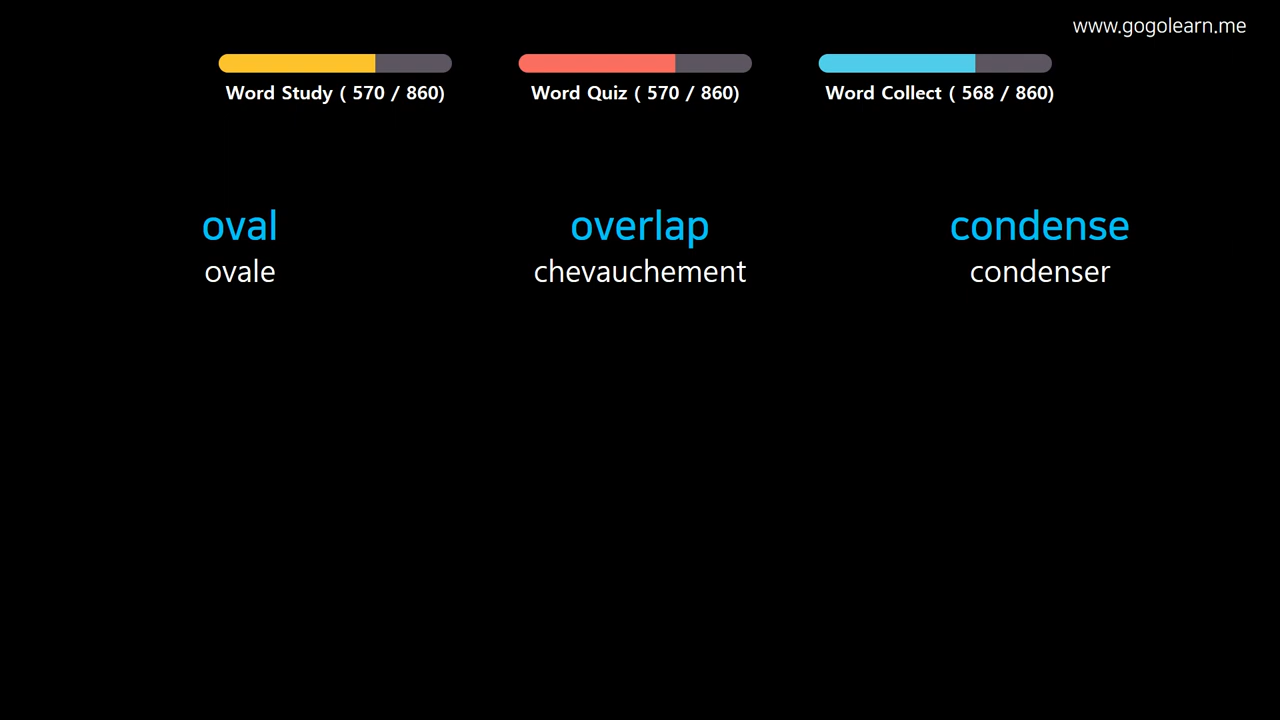 www.gogolearn.me
Word Study ( 570 / 860)
Word Quiz ( 570 / 860)
Word Collect ( 568 / 860)
oval
overlap
condense
ovale
chevauchement
condenser